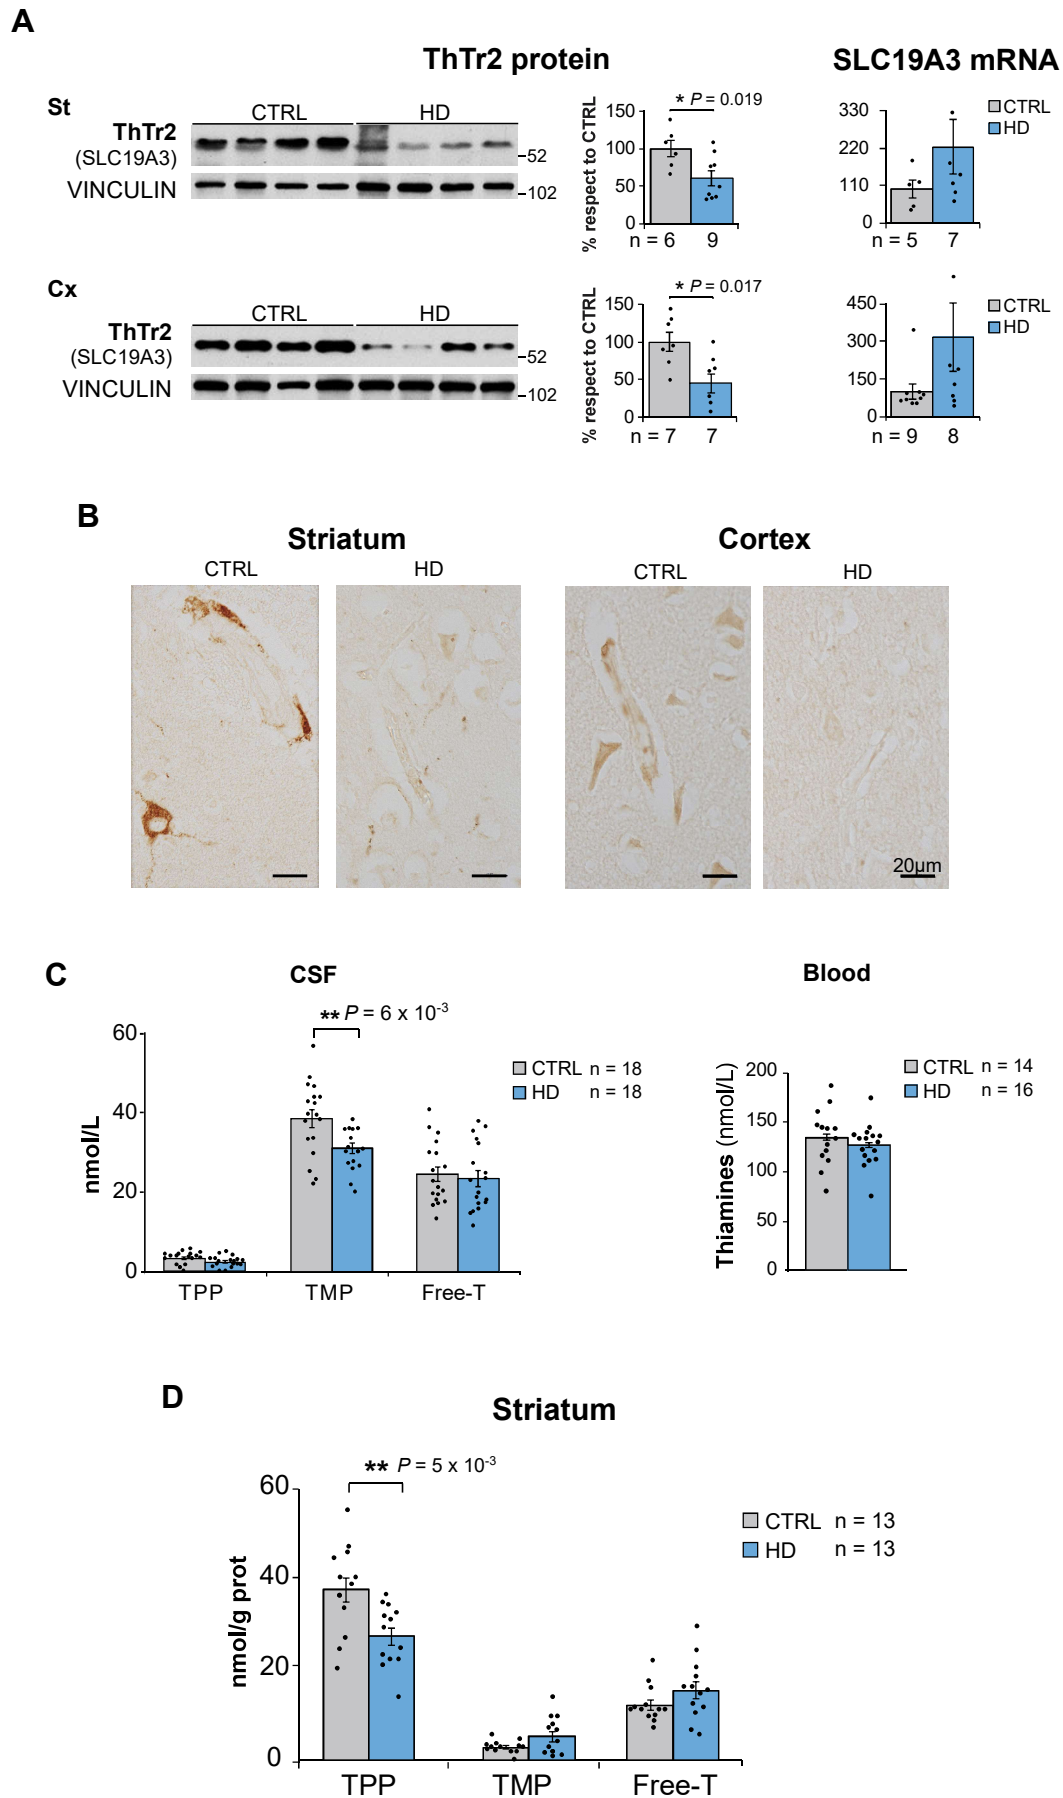 A
ThTr2 protein
SLC19A3 mRNA
St
CTRL
HD
ThTr2
(SLC19A3)
52
VINCULIN
102
% respect to CTRL
150
100
50
0
* P = 0.019
n = 6 9
330
220
110
0
n = 5 7
CTRL
HD
Cx
CTRL
HD
ThTr2
(SLC19A3)
52
VINCULIN
102
% respect to CTRL
150
100
50
0
* P = 0.017
n = 7 7
450
300
150
0
n = 9 8
CTRL
HD
B
Striatum
Cortex
CTRL
HD
CTRL
HD
20µm
C
CSF
** P = 6 x 10-3
nmol/L
60
40
20
0
TPP
TMP
Free-T
CTRL n = 18
HD n = 18
Blood
Thiamines (nmol/L)
200
150
100
50
0
CTRL n = 14
HD n = 16
D
Striatum
** P = 5 x 10-3
nmol/g prot
60
40
20
0
TPP
TMP
Free-T
CTRL n = 13
HD n = 13